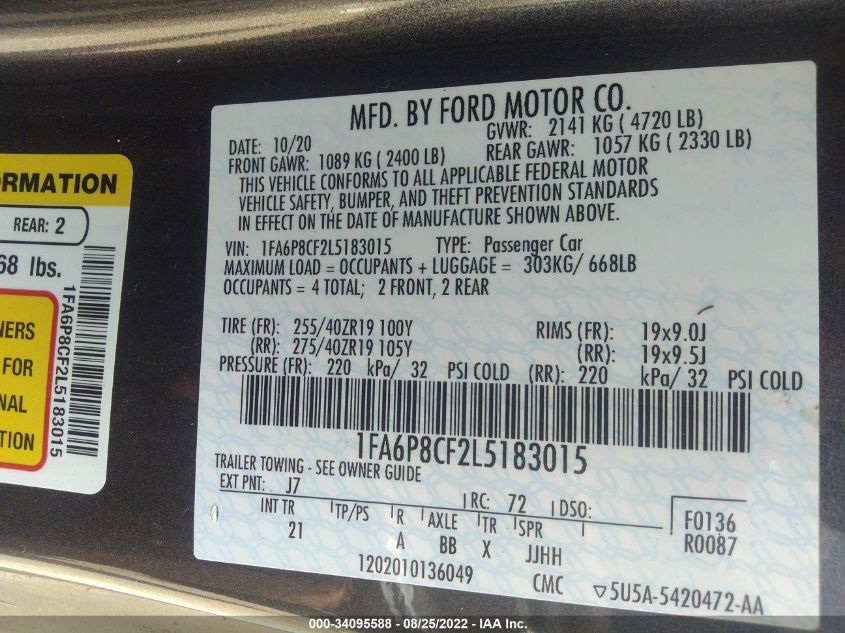 RMATION
REAR: 2
68 lbs.
NERS
FOR
NAL
TION
1FA6P8CF2L5183015
MFD. BY FORD MOTOR CO.
DATE: 10/20 GVWR: 2141 KG ( 4720 LB)
FRONT GAWR: 1089 KG ( 2400 LB) REAR GAWR: 1057 KG ( 2330 LB)
THIS VEHICLE CONFORMS TO ALL APPLICABLE FEDERAL MOTOR
VEHICLE SAFETY, BUMPER, AND THEFT PREVENTION STANDARDS
IN EFFECT ON THE DATE OF MANUFACTURE SHOWN ABOVE.
VIN: 1FA6P8CF2L5183015 TYPE: Passenger Car
MAXIMUM LOAD = OCCUPANTS + LUGGAGE = 303KG/ 668LB
OCCUPANTS = 4 TOTAL; 2 FRONT, 2 REAR
TIRE (FR): 255/40ZR19 100Y RIMS (FR): 19x9.0J
(RR): 275/40ZR19 105Y (RR): 19x9.5J
PRESSURE (FR): 220 kPa/ 32 PSI COLD (RR): 220 kPa/ 32 PSI COLD
1FA6P8CF2L5183015
TRAILER TOWING - SEE OWNER GUIDE
EXT PNT: J7 RC: 72 DSO:
INT TR TP/PS R AXLE TR SPR F0136
21 A BB X JJHH R0087
1202010136049 CMC ▽5U5A-5420472-AA
000-34095588 - 08/25/2022 - IAA Inc.